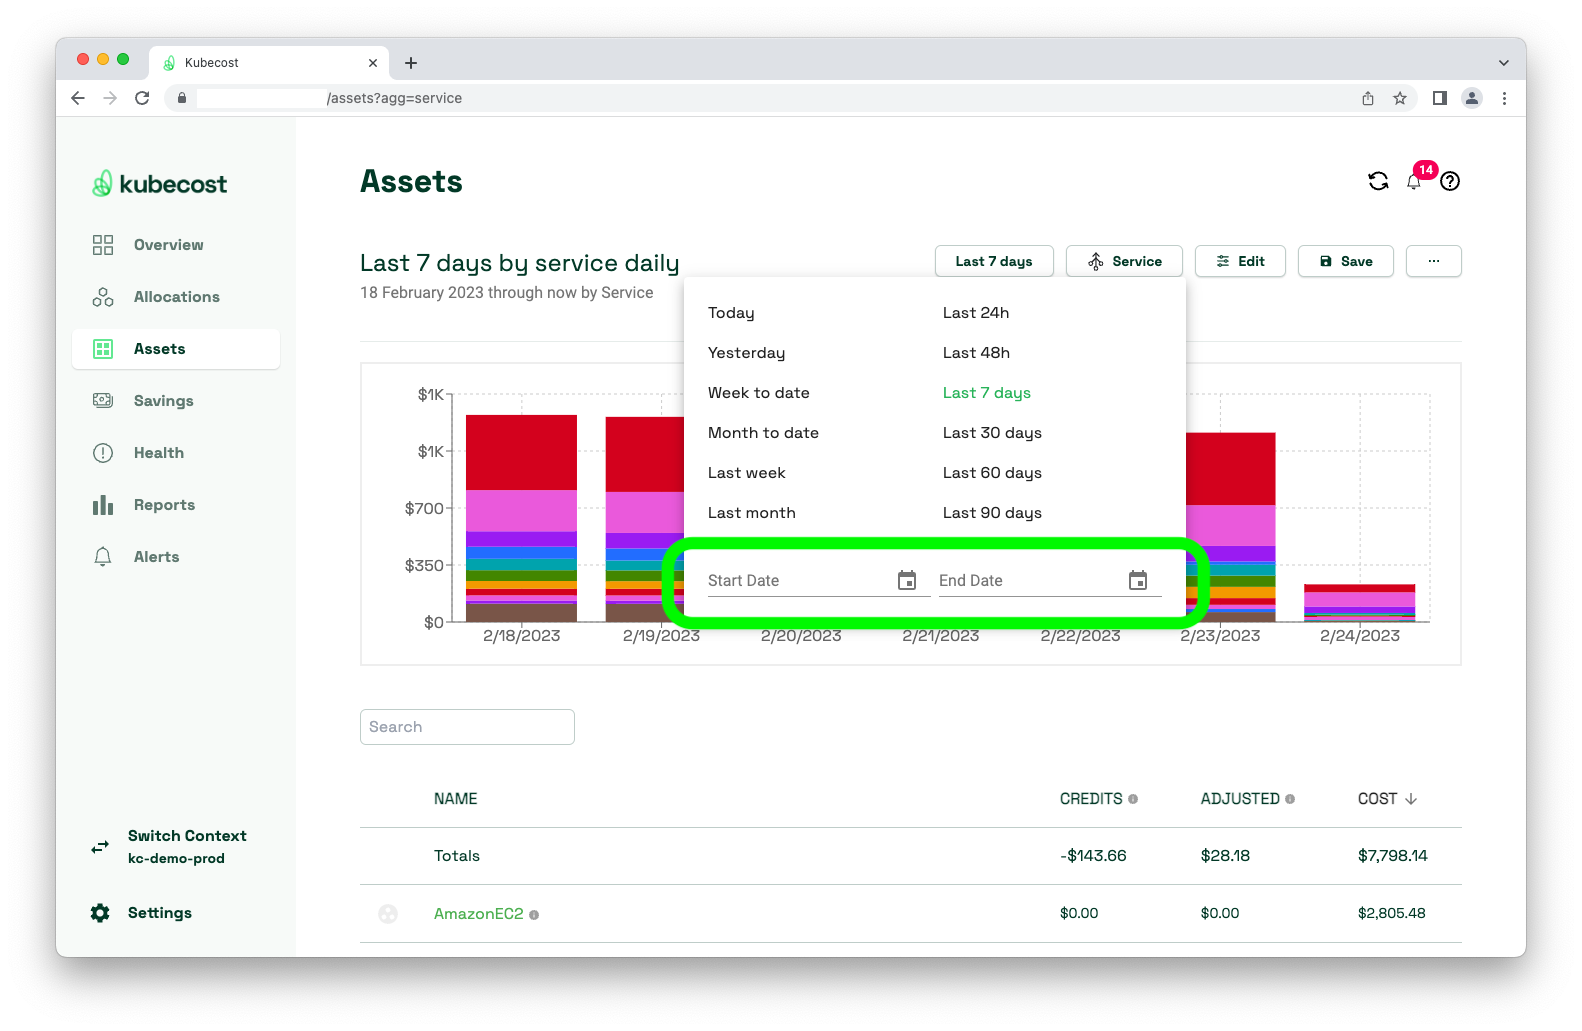 Kubecost
/assets?agg=service
kubecost
Overview
Allocations
Assets
Savings
Health
Reports
Alerts
Switch Context
kc-demo-prod
Settings
Assets
14
Last 7 days by service daily
18 February 2023 through now by Service
Last 7 days
Service
Edit
Save
...
Today
Last 24h
Yesterday
Last 48h
Week to date
Last 7 days
Month to date
Last 30 days
Last week
Last 60 days
Last month
Last 90 days
Start Date
End Date
$1K
$1K
$700
$350
$0
2/18/2023 2/19/2023 2/20/2023 2/21/2023 2/22/2023 2/23/2023 2/24/2023
Search
NAME CREDITS ADJUSTED COST
Totals -$143.66 $28.18 $7,798.14
AmazonEC2 $0.00 $0.00 $2,805.48